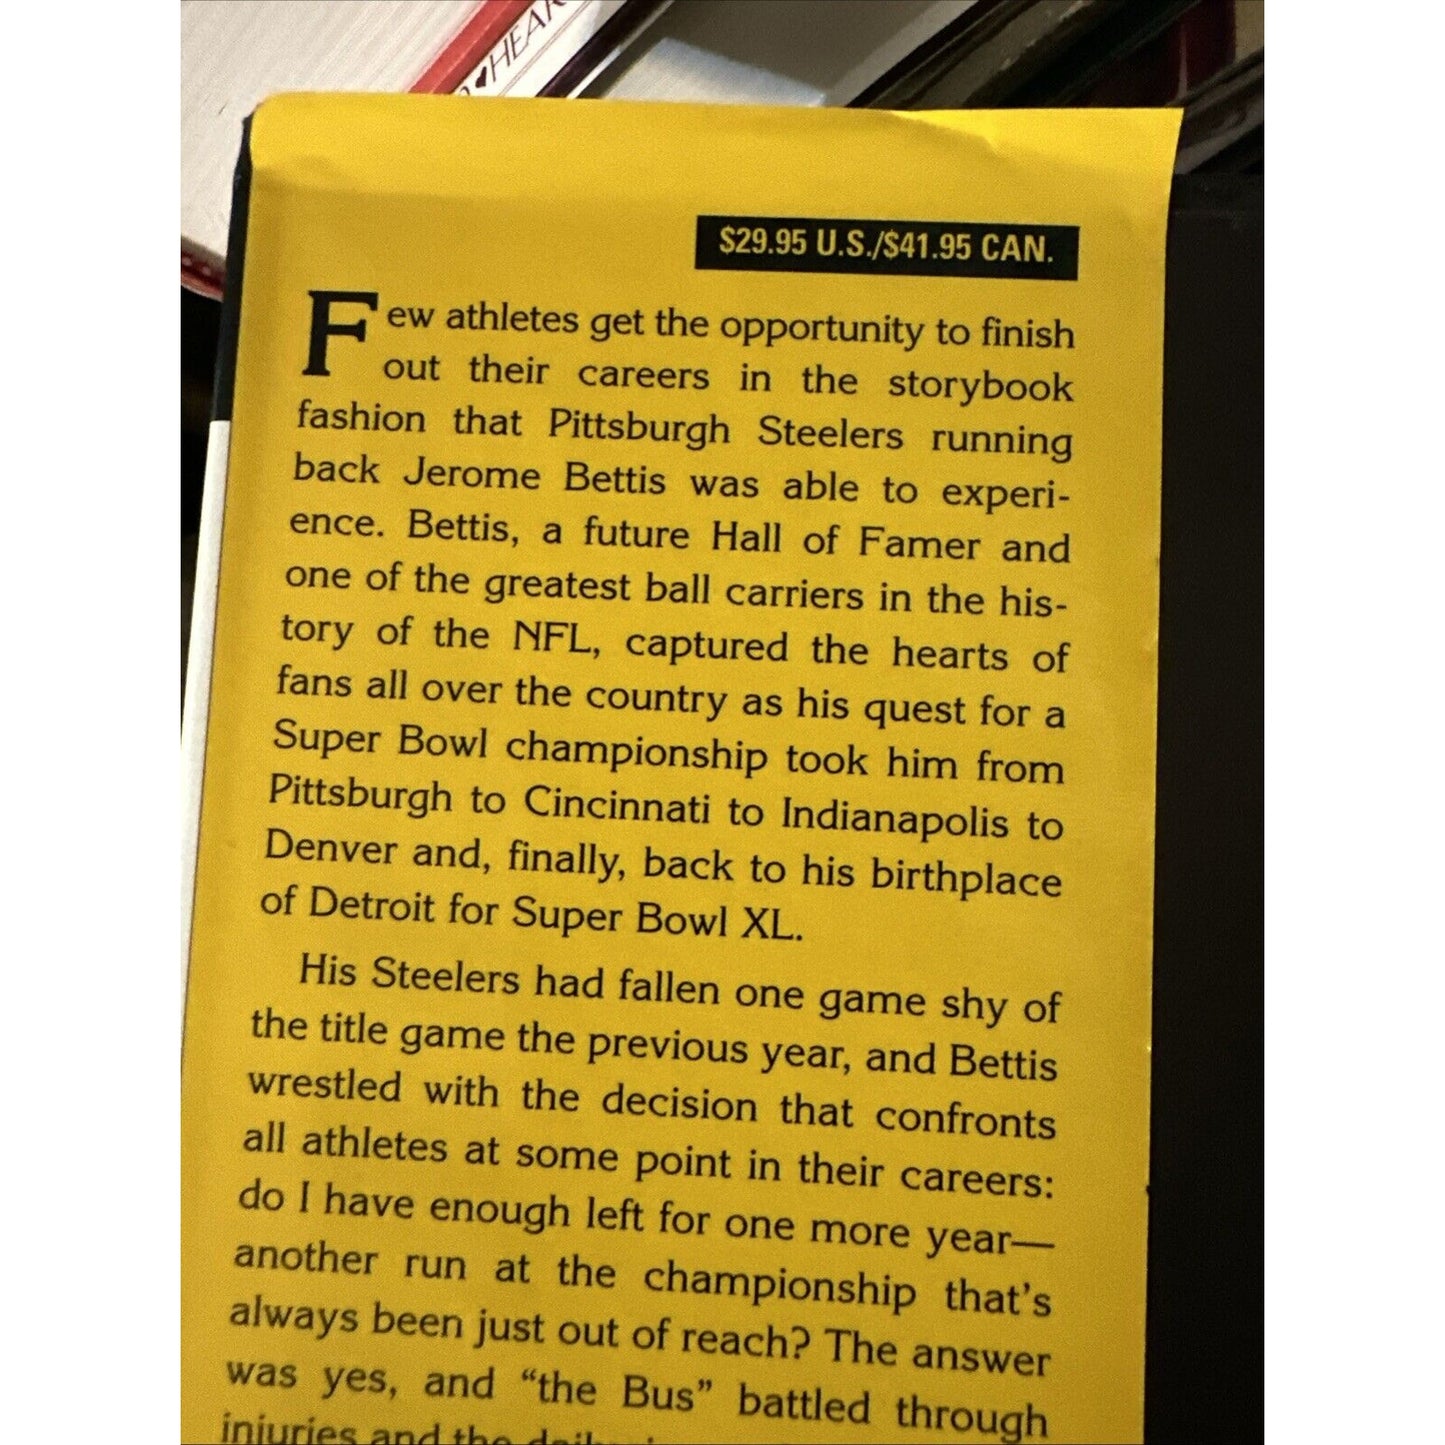 HEAR
$29.95 U.S./$41.95 CAN.
Few athletes get the opportunity to finish
out their careers in the storybook
fashion that Pittsburgh Steelers running
back Jerome Bettis was able to experi-
ence. Bettis, a future Hall of Famer and
one of the greatest ball carriers in the his-
tory of the NFL, captured the hearts of
fans all over the country as his quest for a
Super Bowl championship took him from
Pittsburgh to Cincinnati to Indianapolis to
Denver and, finally, back to his birthplace
of Detroit for Super Bowl XL.
His Steelers had fallen one game shy of
the title game the previous year, and Bettis
wrestled with the decision that confronts
all athletes at some point in their careers:
do I have enough left for one more year—
another run at the championship that's
always been just out of reach? The answer
was yes, and “the Bus” battled through
injuries and the